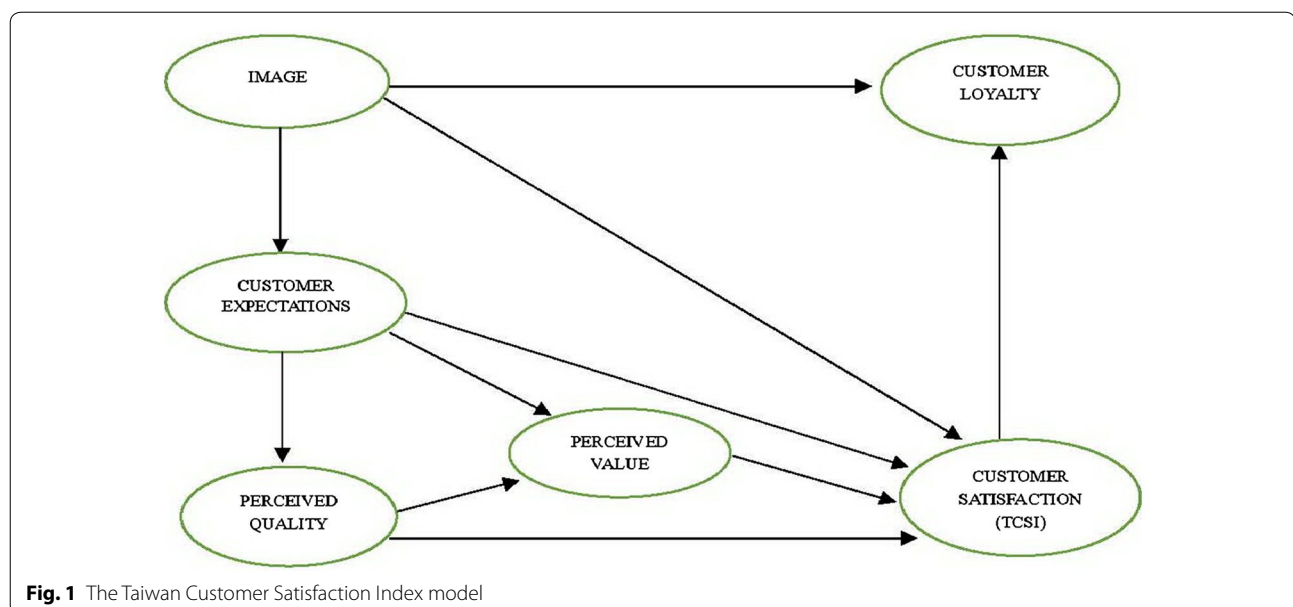 IMAGE
CUSTOMER
LOYALTY
CUSTOMER
EXPECTATIONS
PERCEIVED
VALUE
PERCEIVED
QUALITY
CUSTOMER
SATISFACTION
(TCSI)
Fig. 1 The Taiwan Customer Satisfaction Index model